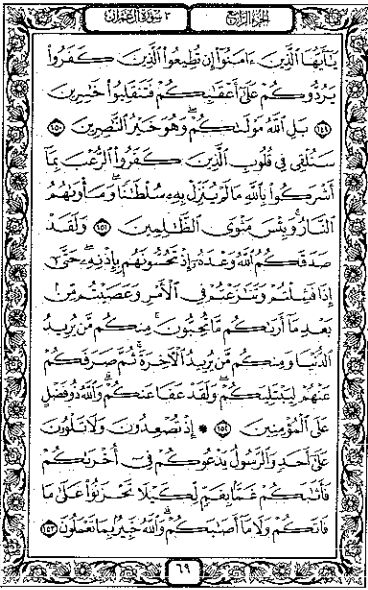 الجزء الرابع
٣ سورة آل عمران
يَٰٓأَيُّهَا ٱلَّذِينَ ءَامَنُوٓا۟ إِن تُطِيعُوا۟ ٱلَّذِينَ كَفَرُوا۟
يَرُدُّوكُمْ عَلَىٰٓ أَعْقَٰبِكُمْ فَتَنقَلِبُوا۟ خَٰسِرِينَ
١٤٩ بَلِ ٱللَّهُ مَوْلَىٰكُمْ ۖ وَهُوَ خَيْرُ ٱلنَّٰصِرِينَ ١٥٠
سَنُلْقِى فِى قُلُوبِ ٱلَّذِينَ كَفَرُوا۟ ٱلرُّعْبَ بِمَآ
أَشْرَكُوا۟ بِٱللَّهِ مَا لَمْ يُنَزِّلْ بِهِۦ سُلْطَٰنًا ۖ وَمَأْوَىٰهُمُ
ٱلنَّارُ ۚ وَبِئْسَ مَثْوَى ٱلظَّٰلِمِينَ ١٥١ وَلَقَدْ
صَدَقَكُمُ ٱللَّهُ وَعْدَهُۥٓ إِذْ تَحُسُّونَهُم بِإِذْنِهِۦ ۖ حَتَّىٰٓ
إِذَا فَشِلْتُمْ وَتَنَٰزَعْتُمْ فِى ٱلْأَمْرِ وَعَصَيْتُم مِّنۢ
بَعْدِ مَآ أَرَىٰكُم مَّا تُحِبُّونَ ۚ مِنكُم مَّن يُرِيدُ
ٱلدُّنْيَا وَمِنكُم مَّن يُرِيدُ ٱلْءَاخِرَةَ ۚ ثُمَّ صَرَفَكُمْ
عَنْهُمْ لِيَبْتَلِيَكُمْ ۖ وَلَقَدْ عَفَا عَنكُمْ ۗ وَٱللَّهُ ذُو فَضْلٍ
عَلَى ٱلْمُؤْمِنِينَ ١٥٢ ۞ إِذْ تُصْعِدُونَ وَلَا تَلْوُۥنَ
عَلَىٰٓ أَحَدٍ وَٱلرَّسُولُ يَدْعُوكُمْ فِىٓ أُخْرَىٰكُمْ
فَأَثَٰبَكُمْ غَمًّۢا بِغَمٍّ لِّكَيْلَا تَحْزَنُوا۟ عَلَىٰ مَا
فَاتَكُمْ وَلَا مَآ أَصَٰبَكُمْ ۗ وَٱللَّهُ خَبِيرٌۢ بِمَا تَعْمَلُونَ ١٥٣
٦٩